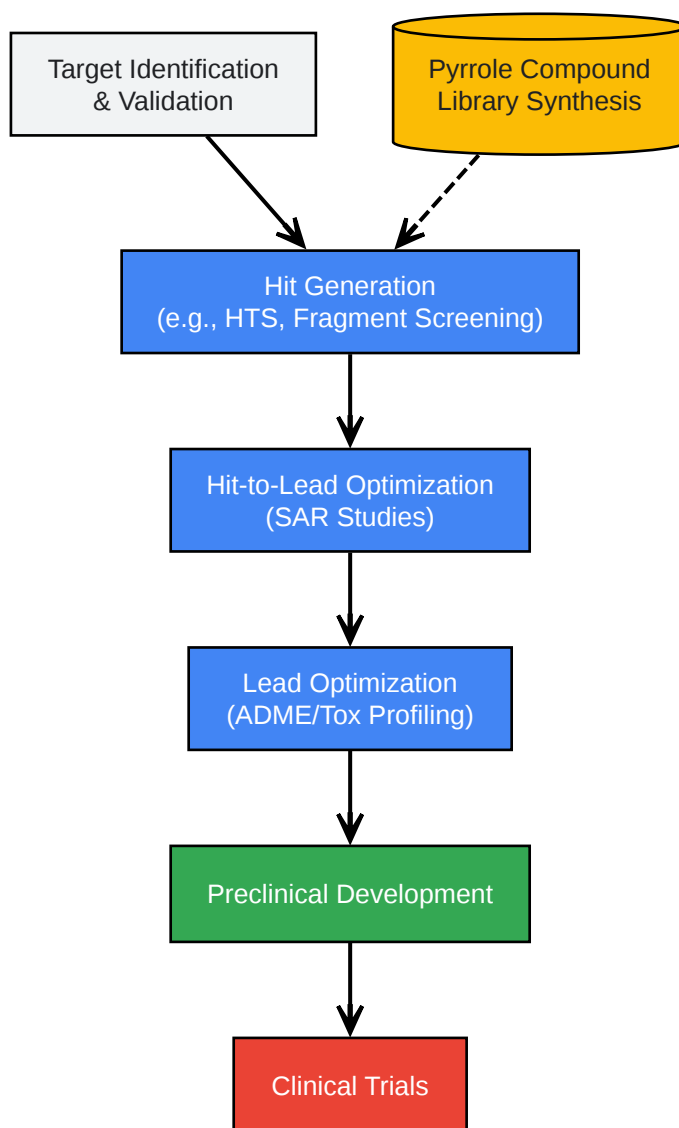 Target Identification
& Validation
Pyrrole Compound
Library Synthesis
Hit Generation
(e.g., HTS, Fragment Screening)
Hit-to-Lead Optimization
(SAR Studies)
Lead Optimization
(ADME/Tox Profiling)
Preclinical Development
Clinical Trials